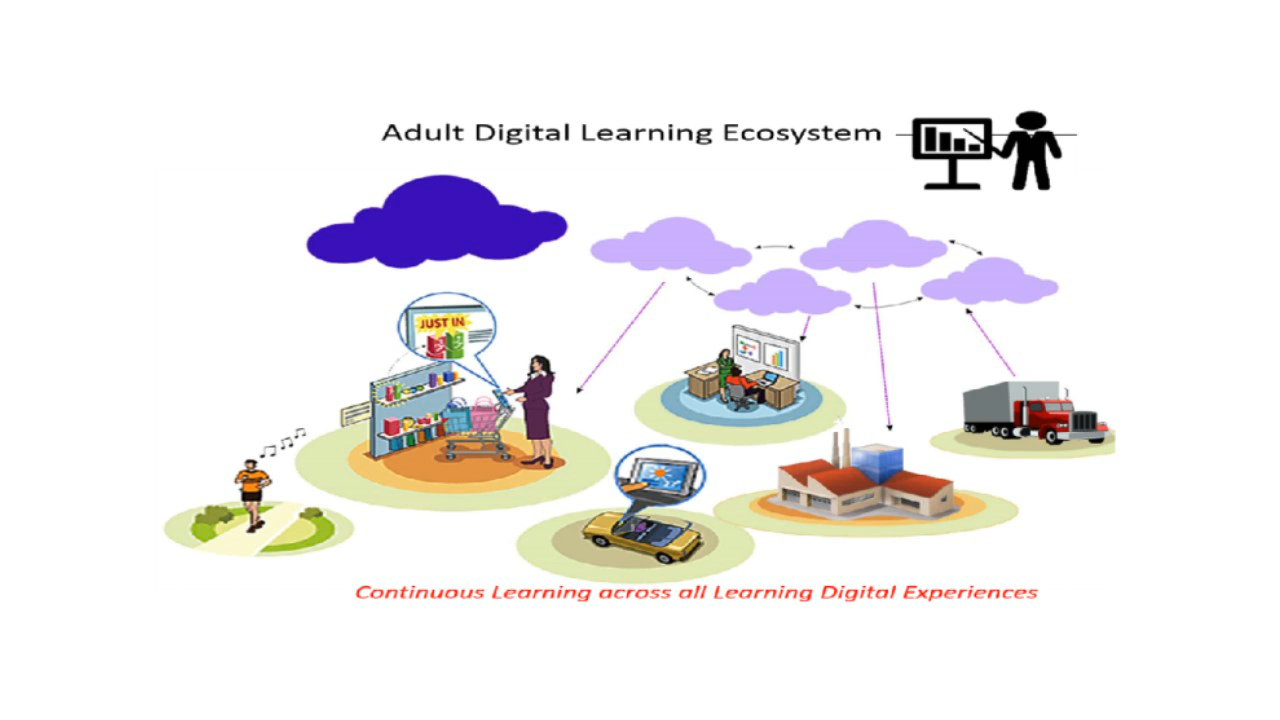 Adult Digital Learning Ecosystem
JUST IN
Continuous Learning across all Learning Digital Experiences